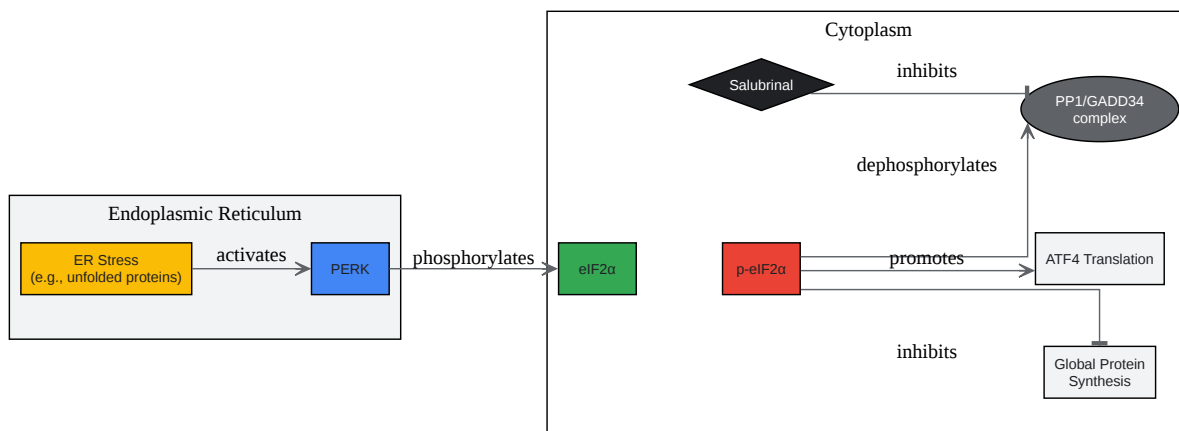 Cytoplasm
Salubrinal
inhibits
PP1/GADD34
complex
dephosphorylates
Endoplasmic Reticulum
ER Stress
(e.g., unfolded proteins)
activates
PERK
phosphorylates
eIF2α
p-eIF2α
promotes
ATF4 Translation
inhibits
Global Protein
Synthesis